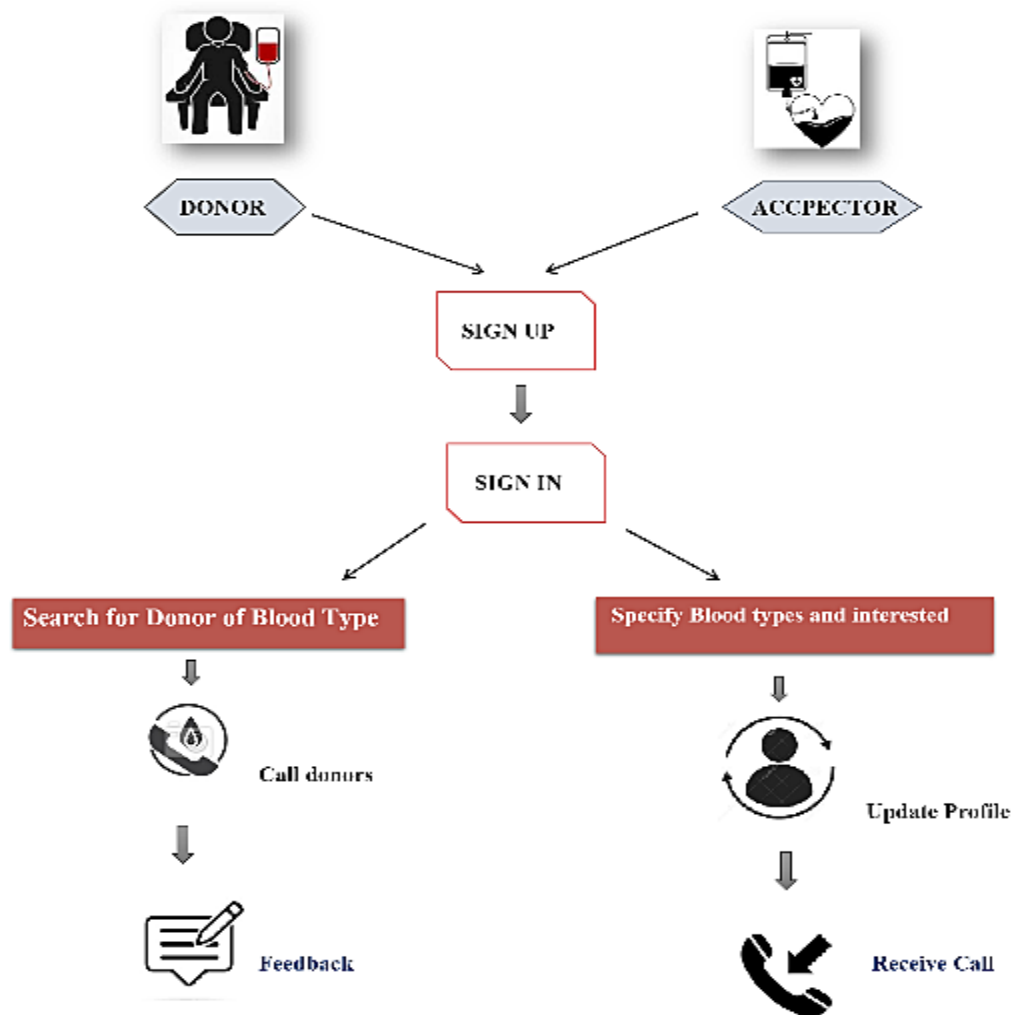 DONOR
ACCPECTOR
SIGN UP
SIGN IN
Search for Donor of Blood Type
Specify Blood types and interested
Call donors
Update Profile
Feedback
Receive Call